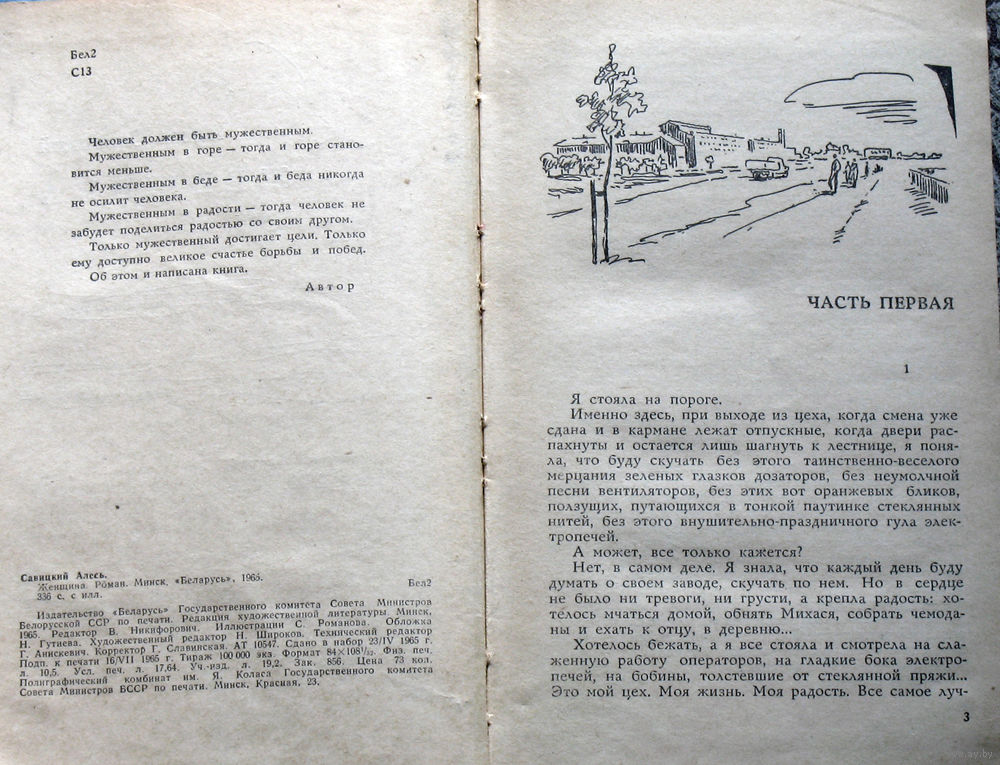 Бел2
С13
Человек должен быть мужественным.
Мужественным в горе — тогда и горе стано-
вится меньше.
Мужественным в беде — тогда и беда никогда
не осилит человека.
Мужественным в радости — тогда человек не
забудет поделиться радостью со своим другом.
Только мужественный достигает цели. Только
ему доступно великое счастье борьбы и побед.
Об этом и написана книга.
Автор
Савицкий Алесь.
Женщина. Роман. Минск, «Беларусь», 1965.
336 с. с илл.
Бел2
Издательство «Беларусь» Государственного комитета Совета Министров
Белорусской ССР по печати. Редакция художественной литературы. Минск,
1965. Редактор В. Никифорович. Иллюстрации С. Романова. Обложка
Н. Гутиева. Художественный редактор Н. Широков. Технический редактор
Г. Анискевич. Корректор Г. Славинская. АТ 10547. Сдано в набор 23/IV 1965 г.
Подп. к печати 16/VII 1965 г. Тираж 100 000 экз. Формат 84×108¹/₃₂. Физ. печ.
л. 10,5. Усл. печ. л. 17,64. Уч.-изд. л. 19,2. Зак. 856. Цена 73 коп.
Полиграфический комбинат им. Я. Коласа Государственного комитета
Совета Министров БССР по печати. Минск, Красная, 23.
ЧАСТЬ ПЕРВАЯ
1
Я стояла на пороге.
Именно здесь, при выходе из цеха, когда смена уже
сдана и в кармане лежат отпускные, когда двери рас-
пахнуты и остается лишь шагнуть к лестнице, я поня-
ла, что буду скучать без этого таинственно-веселого
мерцания зеленых глазков дозаторов, без неумолчной
песни вентиляторов, без этих вот оранжевых бликов,
ползущих, путающихся в тонкой паутинке стеклянных
нитей, без этого внушительно-праздничного гула элек-
тропечей.
А может, все только кажется?
Нет, в самом деле. Я знала, что каждый день буду
думать о своем заводе, скучать по нем. Но в сердце
не было ни тревоги, ни грусти, а крепла радость: хо-
телось мчаться домой, обнять Михася, собрать чемода-
ны и ехать к отцу, в деревню...
Хотелось бежать, а я все стояла и смотрела на сла-
женную работу операторов, на гладкие бока электро-
печей, на бобины, толстевшие от стеклянной пряжи...
Это мой цех. Моя жизнь. Моя радость. Все самое луч-
3